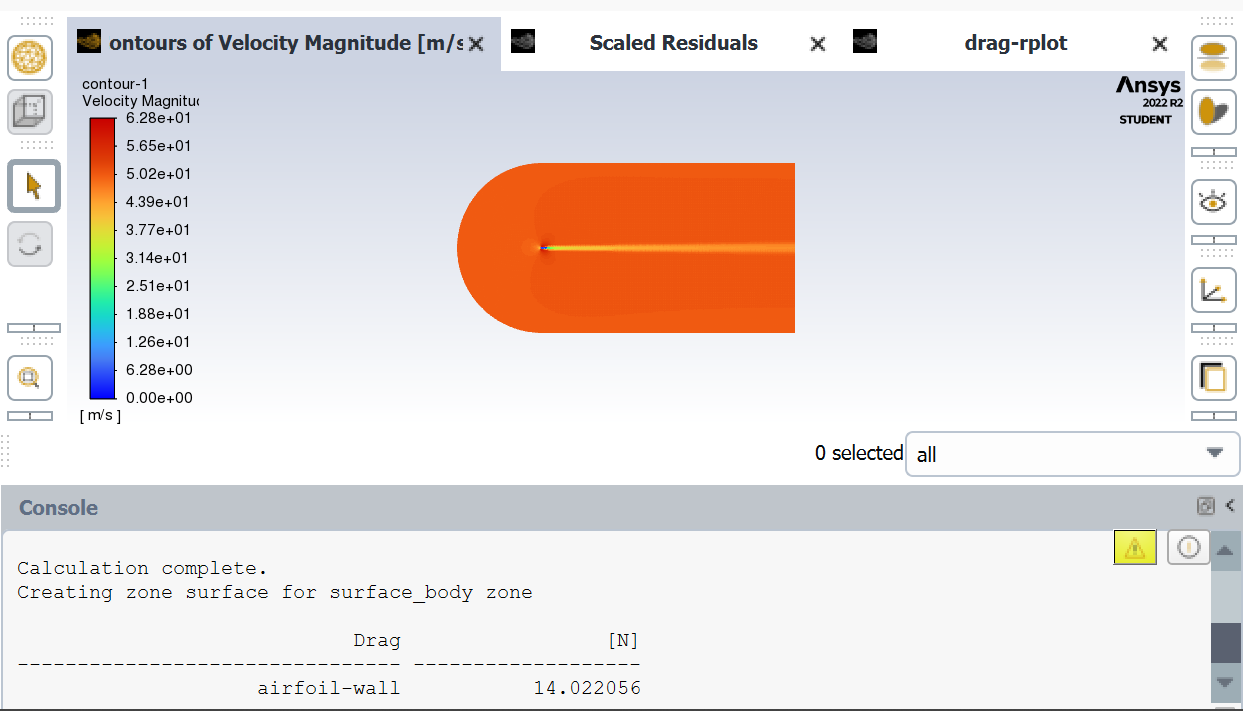 ontours of Velocity Magnitude [m/s
Scaled Residuals
drag-rplot
contour-1
Velocity Magnitu
6.28e+01
5.65e+01
5.02e+01
4.39e+01
3.77e+01
3.14e+01
2.51e+01
1.88e+01
1.26e+01
6.28e+00
0.00e+00
[ m/s ]
Ansys
2022 R2
STUDENT
0 selected all
Console
Calculation complete.
Creating zone surface for surface_body zone
Drag [N]
-------------------------------- -------------------
airfoil-wall 14.022056